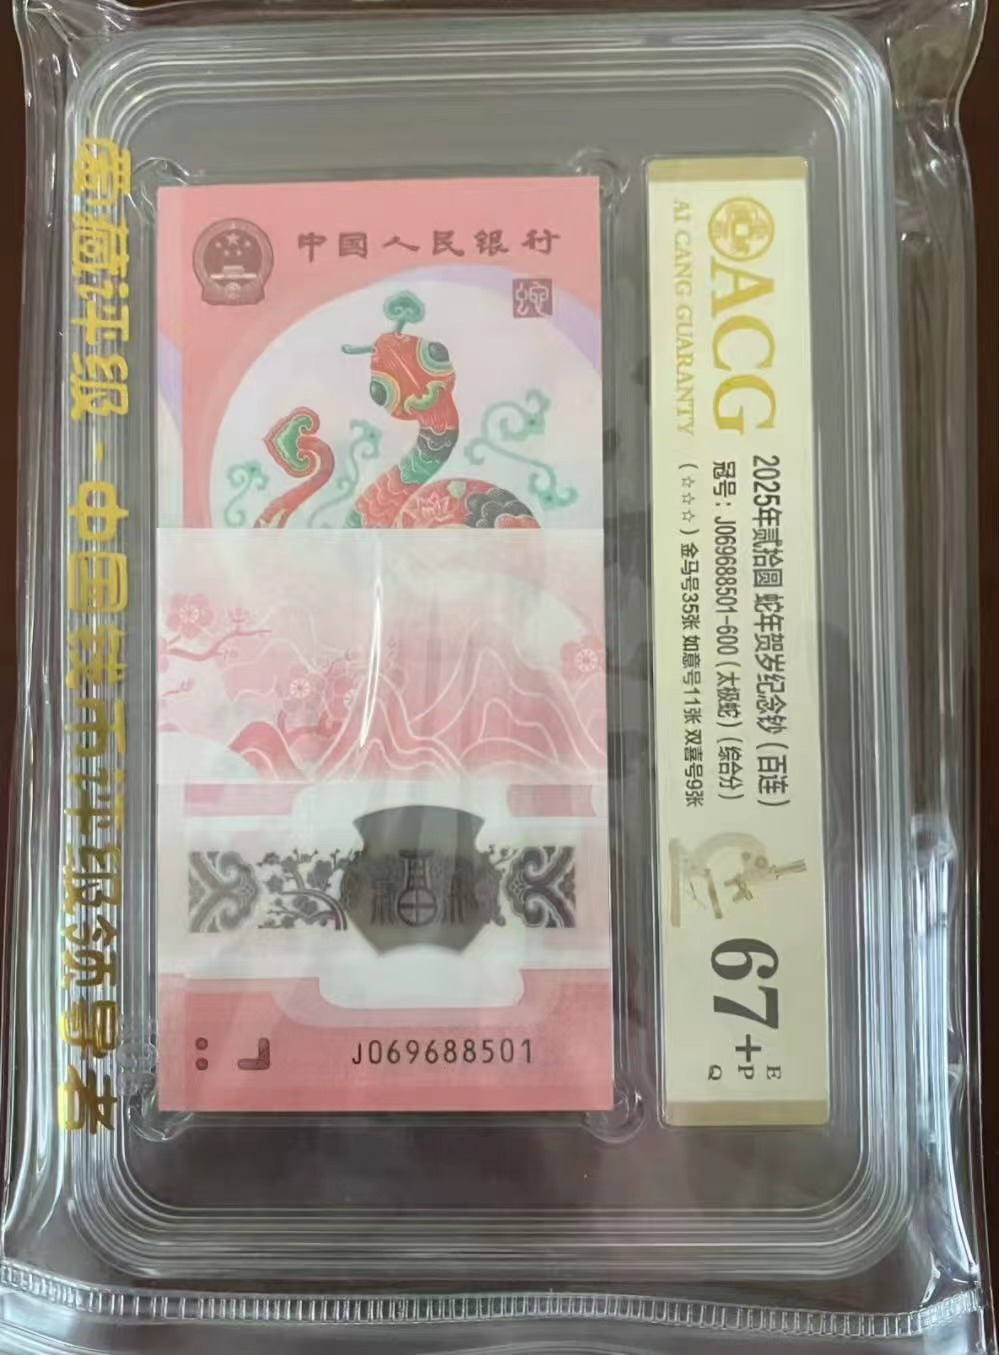 爱藏评级 - 中国钱币评级领导者
中国人民银行
J069688501
ACG
AI CANG GUARANTY
2025年贰拾圆 蛇年贺岁纪念钞（百连）
冠号：J069688501-600（太极蛇）（综合分）
（☆☆☆）金马号35张 如意号11张 双喜号9张
67+
E
P
Q